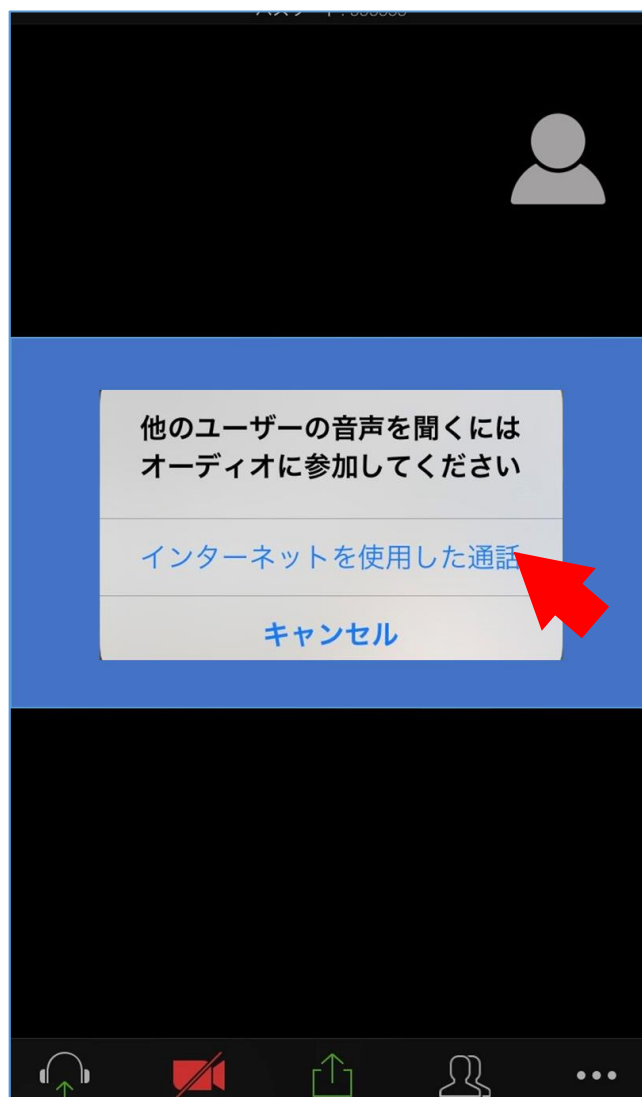 他のユーザーの音声を聞くには
オーディオに参加してください
インターネットを使用した通話
キャンセル